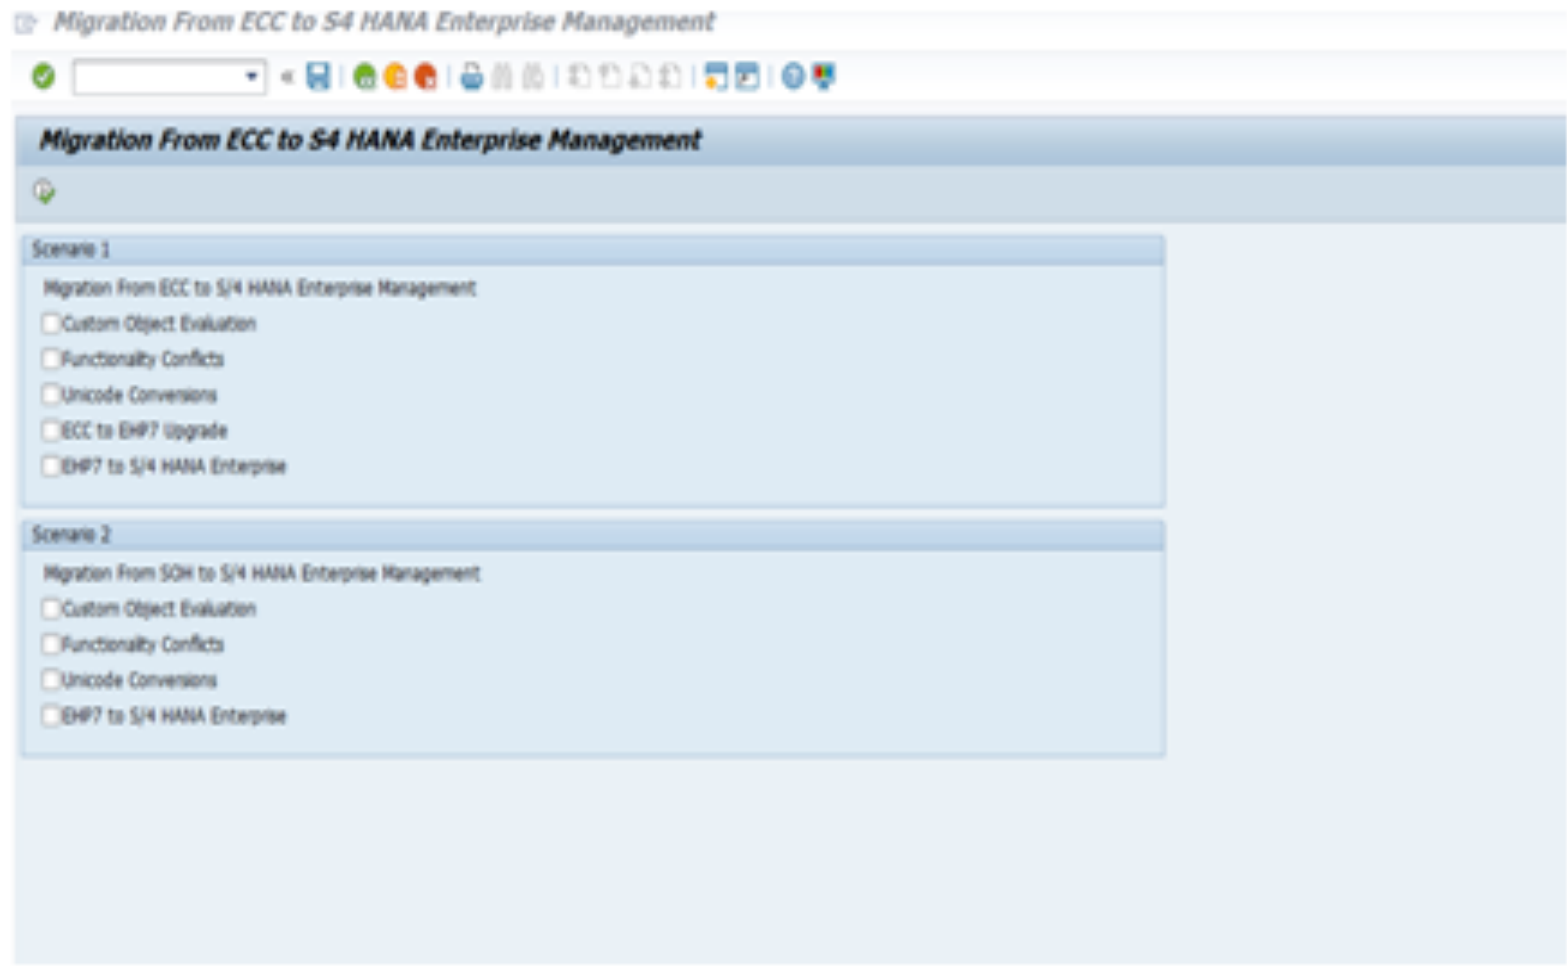 Migration From ECC to S4 HANA Enterprise Management
Migration From ECC to S4 HANA Enterprise Management
Scenario 1
Migration From ECC to S/4 HANA Enterprise Management
Custom Object Evaluation
Functionality Conflicts
Unicode Conversions
ECC to EHP7 Upgrade
EHP7 to S/4 HANA Enterprise
Scenario 2
Migration From SOH to S/4 HANA Enterprise Management
Custom Object Evaluation
Functionality Conflicts
Unicode Conversions
EHP7 to S/4 HANA Enterprise